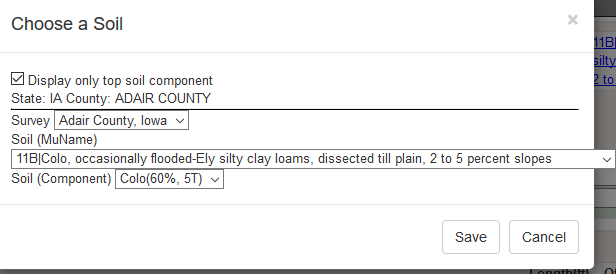 Choose a Soil ×
11B|
silty
2 to
Display only top soil component
State: IA County: ADAIR COUNTY
Survey Adair County, Iowa
Soil (MuName)
11B|Colo, occasionally flooded-Ely silty clay loams, dissected till plain, 2 to 5 percent slopes
Soil (Component) Colo(60%, 5T)
Save Cancel
Length(ft)